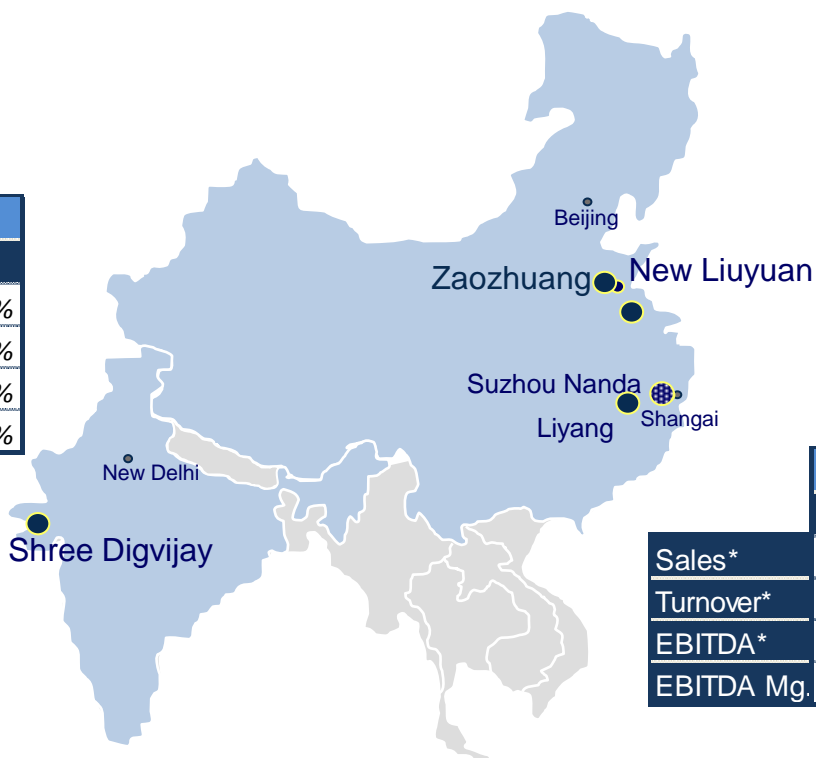 Beijing
Zaozhuang
New Liuyuan
%
%
%
%
Suzhou Nanda
Shangai
Liyang
New Delhi
Shree Digvijay
Sales*
Turnover*
EBITDA*
EBITDA Mg.